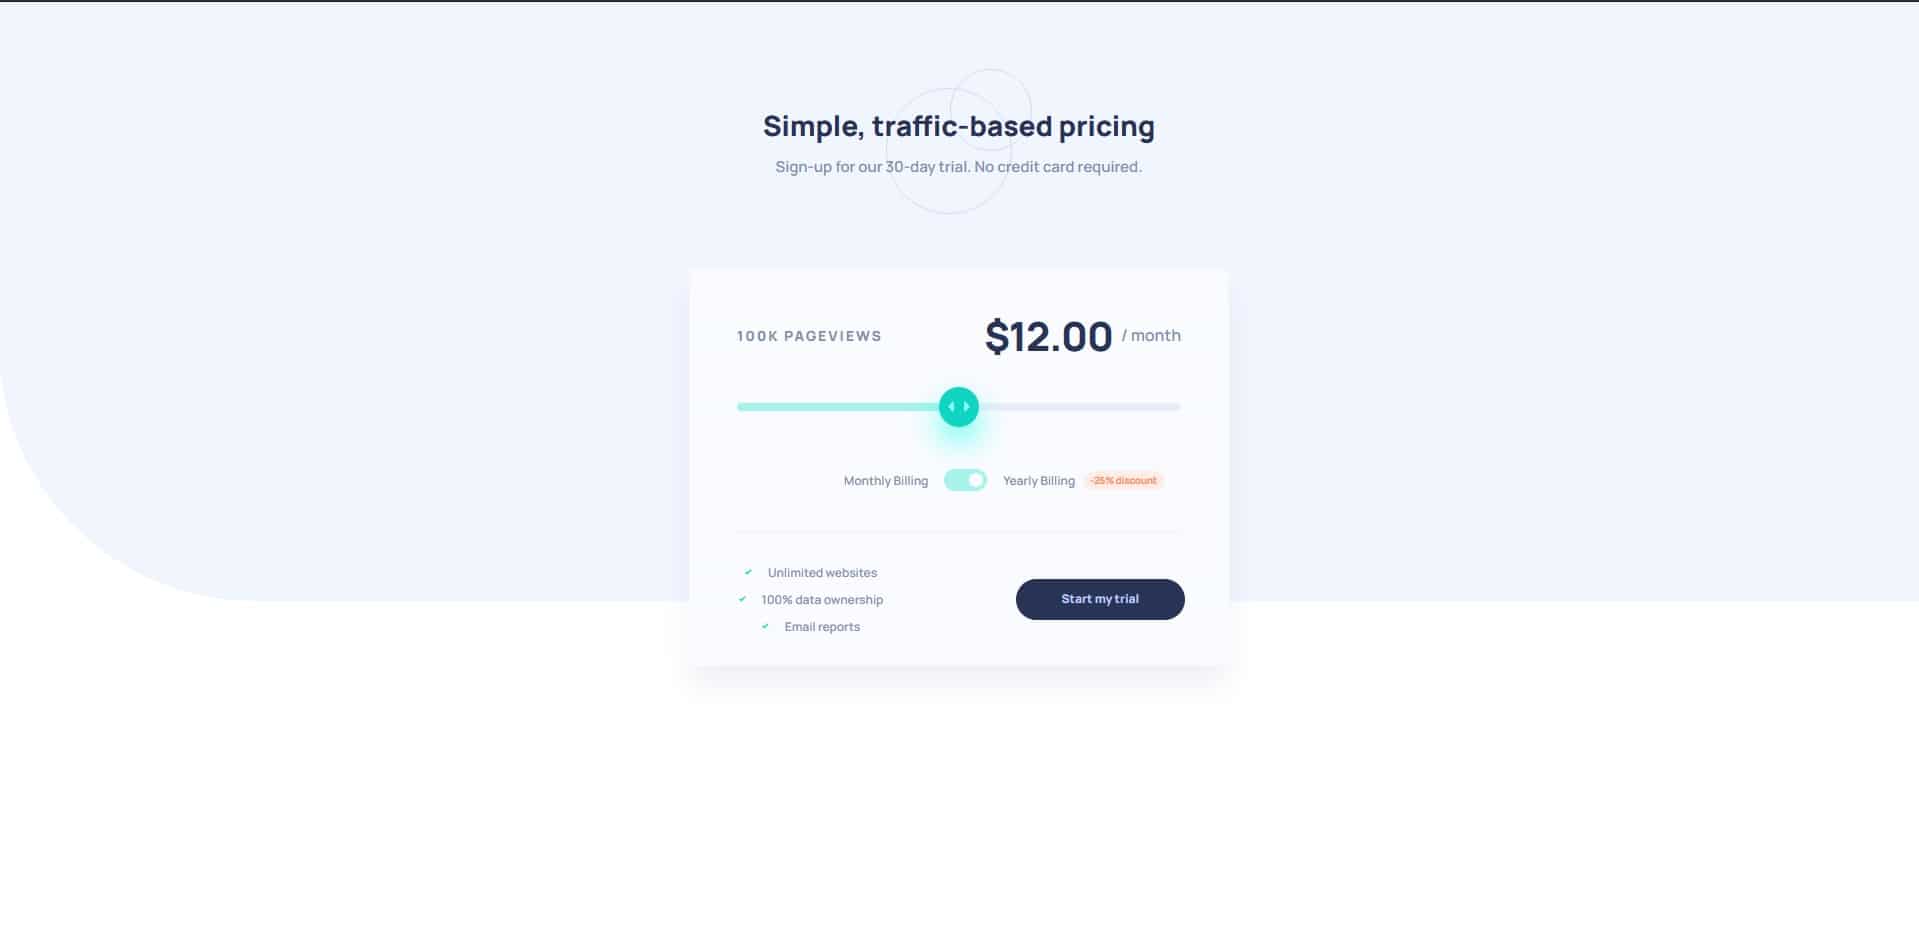 Simple, traffic-based pricing
Sign-up for our 30-day trial. No credit card required.
100K PAGEVIEWS $12.00 / month
Monthly Billing Yearly Billing -25% discount
Unlimited websites
100% data ownership
Email reports
Start my trial